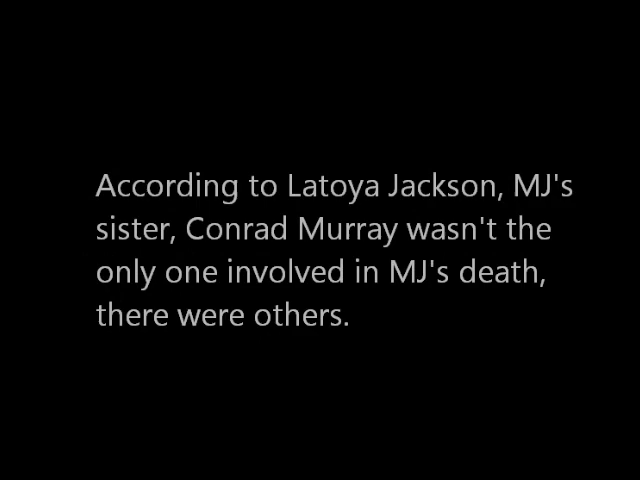 According to Latoya Jackson, MJ's
sister, Conrad Murray wasn't the
only one involved in MJ's death,
there were others.